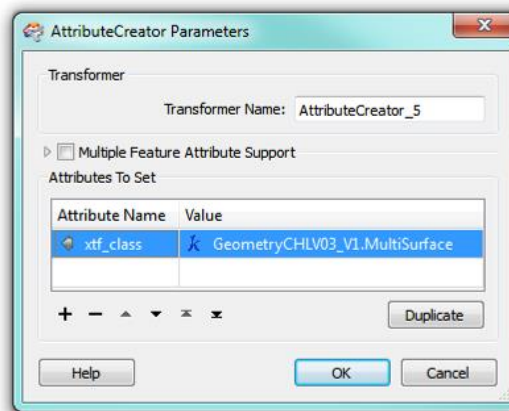 AttributeCreator Parameters
Transformer
Transformer Name: AttributeCreator_5
Multiple Feature Attribute Support
Attributes To Set
Attribute Name Value
xtf_class GeometryCHLV03_V1.MultiSurface
Duplicate
Help OK Cancel